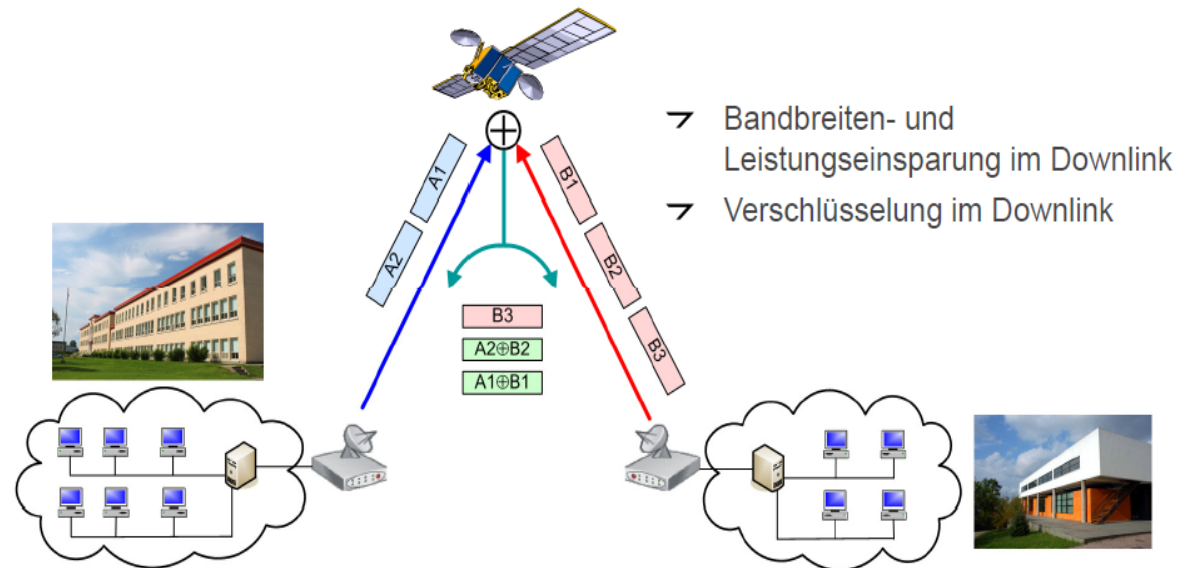 Bandbreiten- und
Leistungseinsparung im Downlink
Verschlüsselung im Downlink
A1
A2
B1
B2
B3
B3
A2⊕B2
A1⊕B1